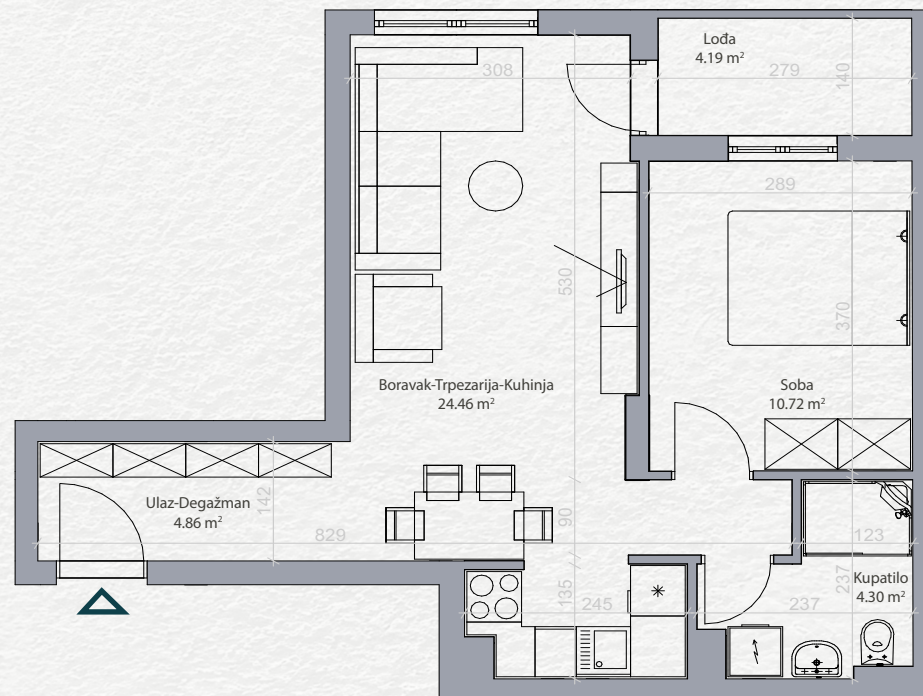 Lođa
4.19 m²
308
279
140
289
530
370
Boravak-Trpezarija-Kuhinja
24.46 m²
Soba
10.72 m²
Ulaz-Degažman
4.86 m²
142
829
90
123
Kupatilo
4.30 m²
237
135
245
237